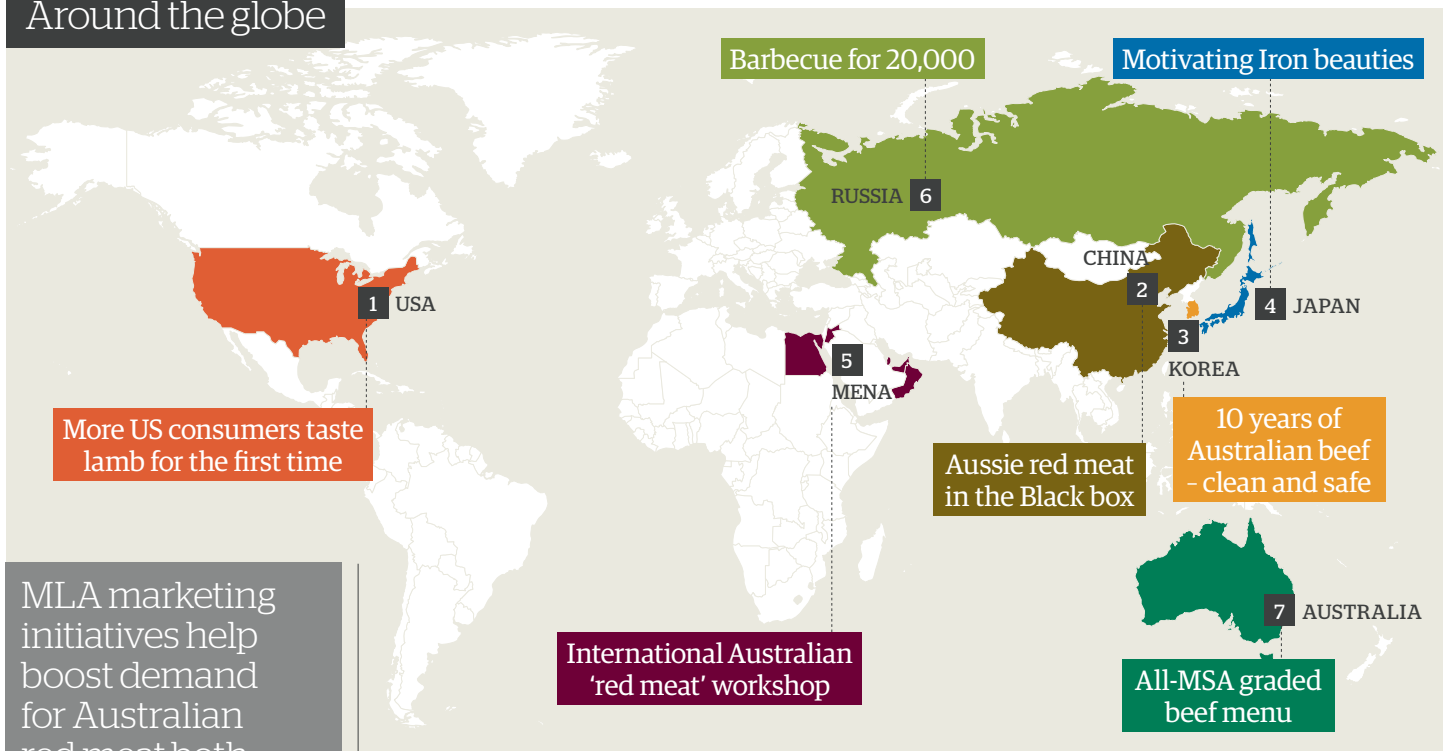 Around the globe
Barbecue for 20,000
Motivating Iron beauties
RUSSIA 6
CHINA
2
1 USA
4 JAPAN
3
KOREA
5
MENA
More US consumers taste
lamb for the first time
10 years of
Australian beef
– clean and safe
Aussie red meat
in the Black box
MLA marketing
initiatives help
boost demand
for Australian
red meat both
7 AUSTRALIA
International Australian
‘red meat’ workshop
All-MSA graded
beef menu